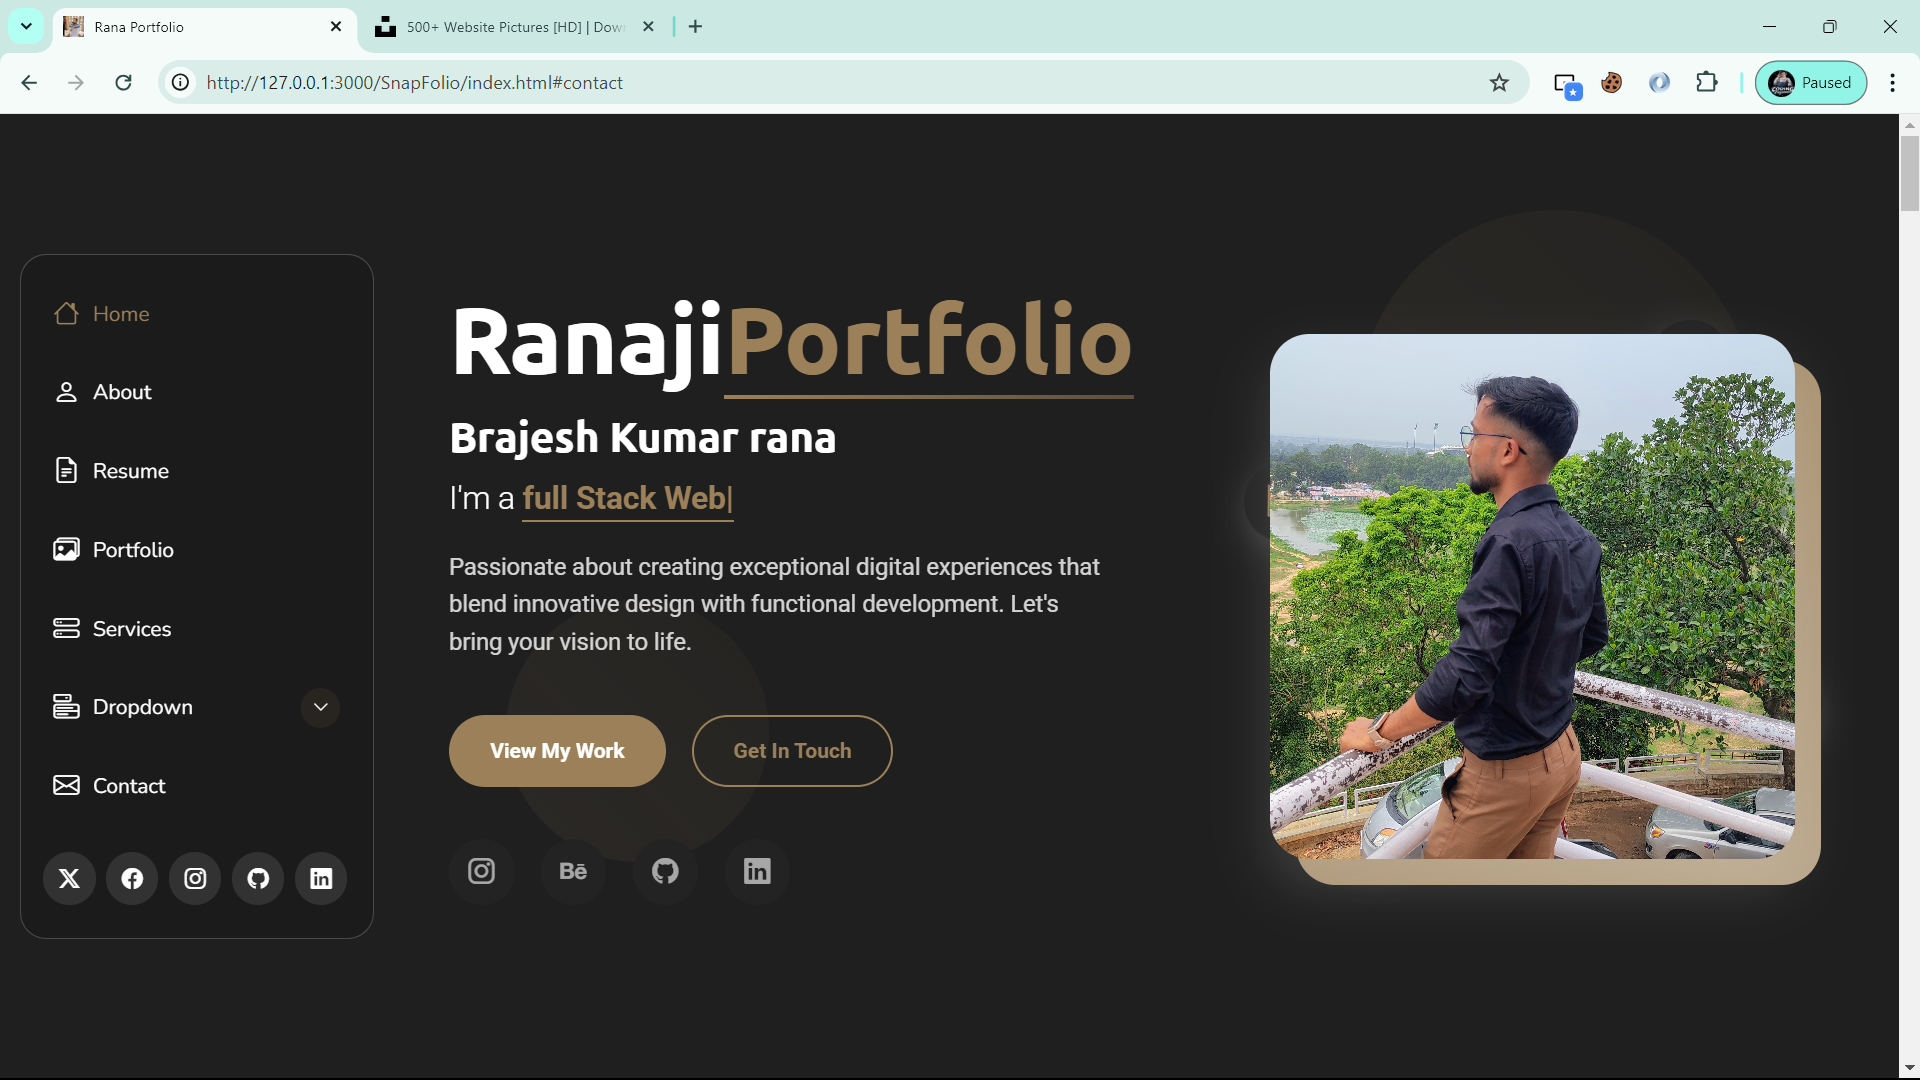 Rana Portfolio
500+ Website Pictures [HD] | Dow
http://127.0.0.1:3000/SnapFolio/index.html#contact
Paused
Home
About
Resume
Portfolio
Services
Dropdown
Contact
RanajiPortfolio
Brajesh Kumar rana
I'm a full Stack Web|
Passionate about creating exceptional digital experiences that
blend innovative design with functional development. Let's
bring your vision to life.
View My Work
Get In Touch
Bē